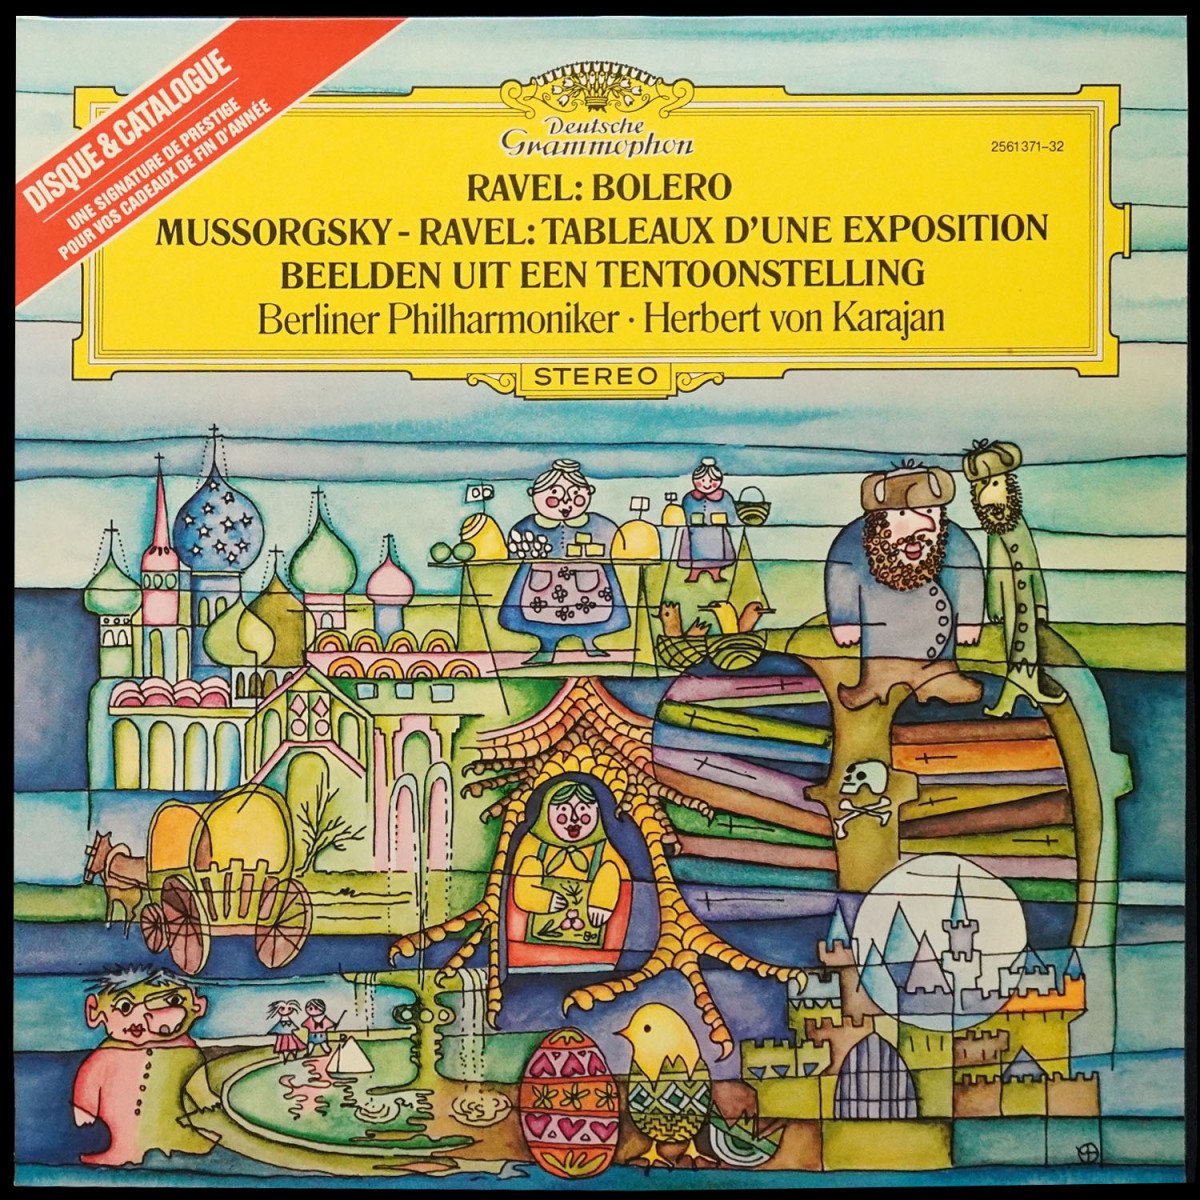 DISQUE & CATALOGUE
UNE SIGNATURE DE PRESTIGE
POUR VOS CADEAUX DE FIN D'ANNÉE
Deutsche
Grammophon
2561 371-32
RAVEL: BOLERO
MUSSORGSKY - RAVEL: TABLEAUX D'UNE EXPOSITION
BEELDEN UIT EEN TENTOONSTELLING
Berliner Philharmoniker · Herbert von Karajan
STEREO